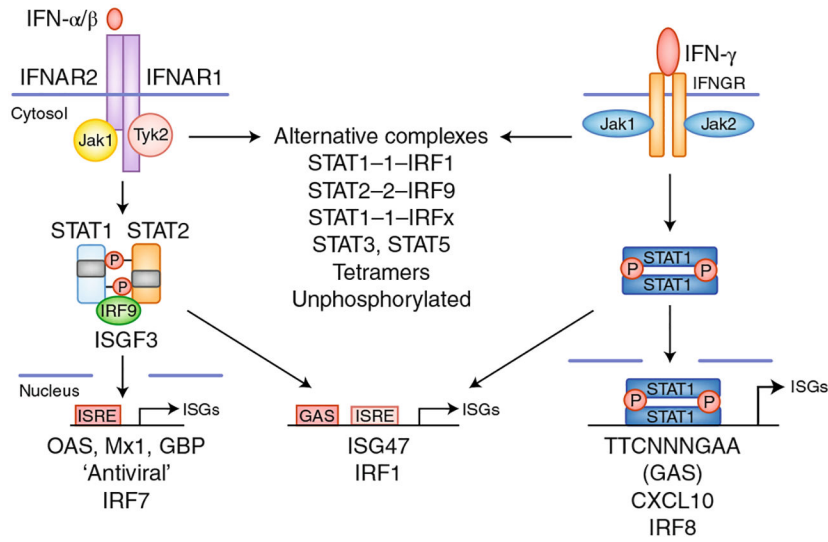 IFN-α/β
IFNAR2 IFNAR1
Cytosol
Jak1 Tyk2
STAT1 STAT2
P
P
IRF9
ISGF3
Nucleus
ISRE ISGs
OAS, Mx1, GBP
'Antiviral'
IRF7
Alternative complexes
STAT1–1–IRF1
STAT2–2–IRF9
STAT1–1–IRFx
STAT3, STAT5
Tetramers
Unphosphorylated
GAS ISRE ISGs
ISG47
IRF1
IFN-γ
IFNGR
Jak1 Jak2
STAT1
P P
STAT1
STAT1
P P
STAT1
ISGs
TTCNNNGAA
(GAS)
CXCL10
IRF8